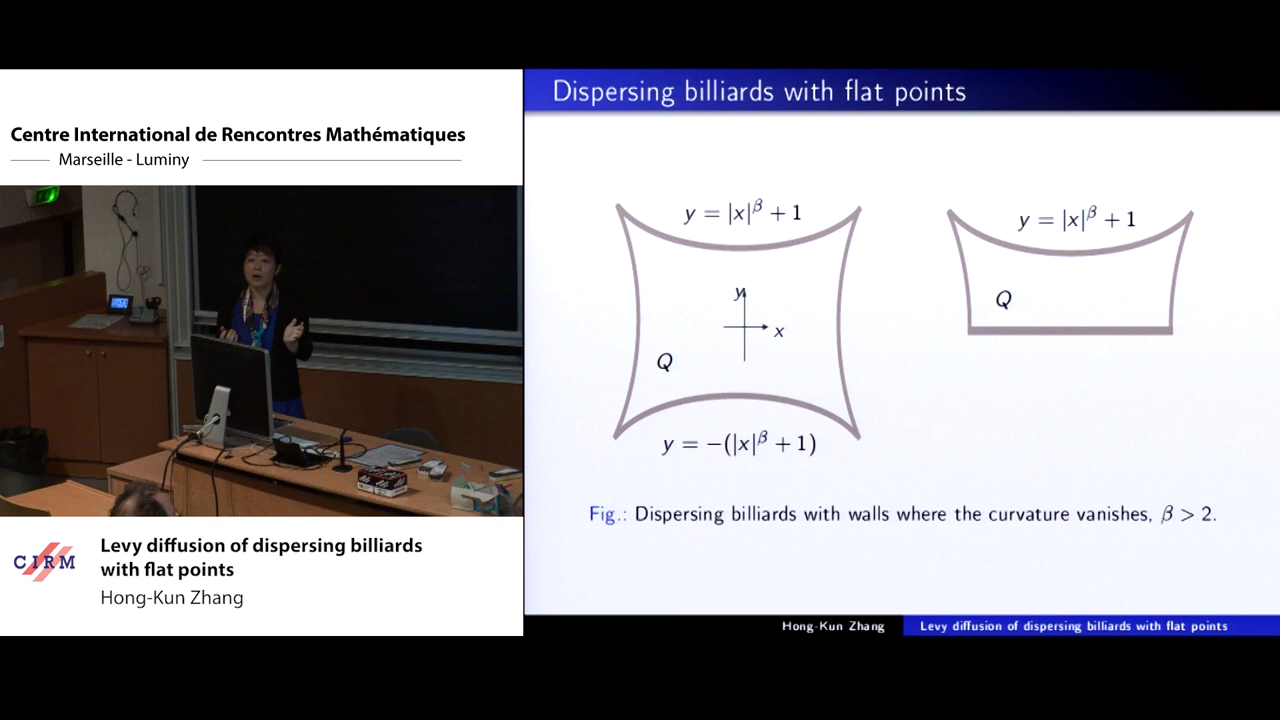 Centre International de Rencontres Mathématiques
Marseille - Luminy
CIRM
Levy diffusion of dispersing billiards
with flat points
Hong-Kun Zhang
Dispersing billiards with flat points
y = |x|^β + 1
y
x
Q
y = −(|x|^β + 1)
y = |x|^β + 1
Q
Fig.: Dispersing billiards with walls where the curvature vanishes, β > 2.
Hong-Kun Zhang
Levy diffusion of dispersing billiards with flat points